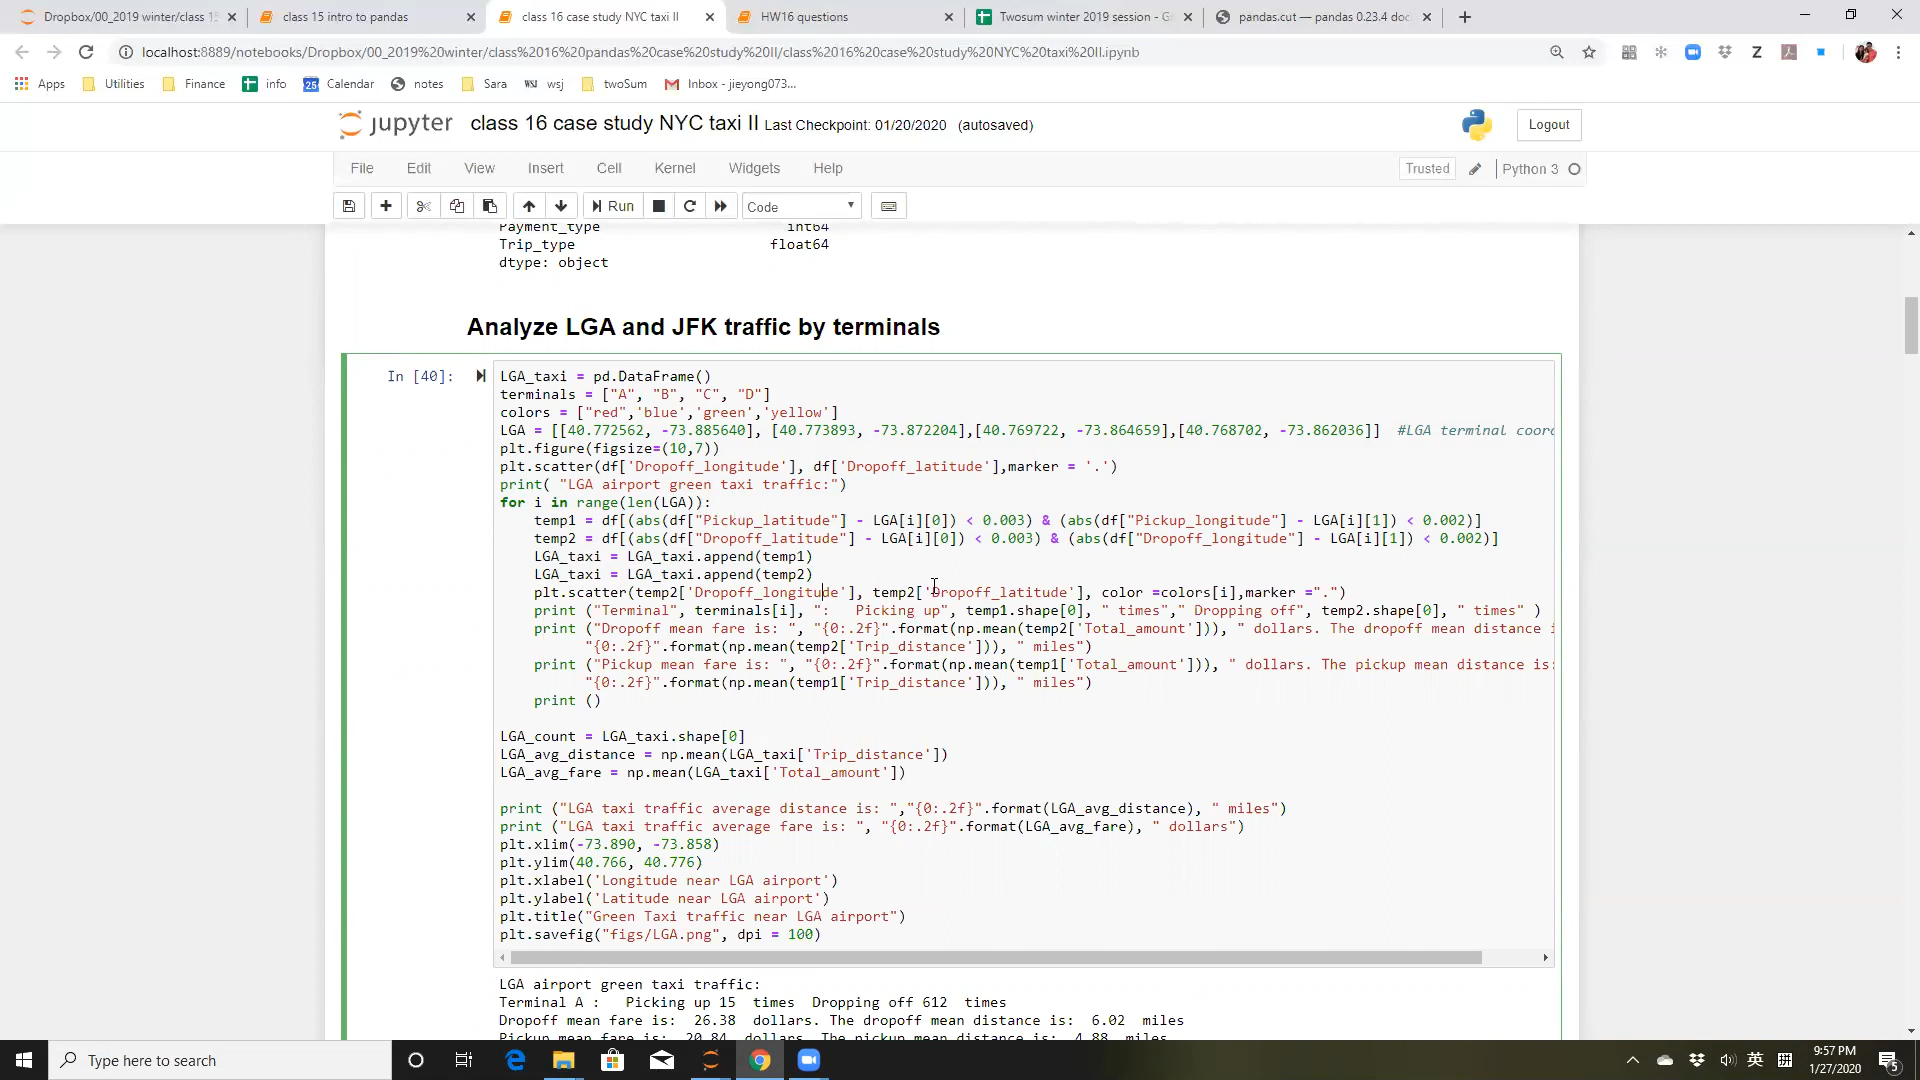 Dropbox/00_2019 winter/class 15
class 15 intro to pandas
class 16 case study NYC taxi II
HW16 questions
Twosum winter 2019 session - G
pandas.cut — pandas 0.23.4 doc
localhost:8889/notebooks/Dropbox/00_2019%20winter/class%2016%20pandas%20case%20study%20II/class%2016%20case%20study%20NYC%20taxi%20II.ipynb
Apps Utilities Finance info Calendar notes Sara wsj twoSum Inbox - jieyong073...
jupyter class 16 case study NYC taxi II Last Checkpoint: 01/20/2020 (autosaved)
Logout
File Edit View Insert Cell Kernel Widgets Help
Trusted Python 3
Run Code
Payment_type int64
Trip_type float64
dtype: object
Analyze LGA and JFK traffic by terminals
In [40]:
LGA_taxi = pd.DataFrame()
terminals = ["A", "B", "C", "D"]
colors = ["red",'blue','green','yellow']
LGA = [[40.772562, -73.885640], [40.773893, -73.872204],[40.769722, -73.864659],[40.768702, -73.862036]]  #LGA terminal coord
plt.figure(figsize=(10,7))
plt.scatter(df['Dropoff_longitude'], df['Dropoff_latitude'],marker = '.')
print( "LGA airport green taxi traffic:")
for i in range(len(LGA)):
    temp1 = df[(abs(df["Pickup_latitude"] - LGA[i][0]) < 0.003) & (abs(df["Pickup_longitude"] - LGA[i][1]) < 0.002)]
    temp2 = df[(abs(df["Dropoff_latitude"] - LGA[i][0]) < 0.003) & (abs(df["Dropoff_longitude"] - LGA[i][1]) < 0.002)]
    LGA_taxi = LGA_taxi.append(temp1)
    LGA_taxi = LGA_taxi.append(temp2)
    plt.scatter(temp2['Dropoff_longitude'], temp2['Dropoff_latitude'], color =colors[i],marker =".")
    print ("Terminal", terminals[i], ":   Picking up", temp1.shape[0], " times"," Dropping off", temp2.shape[0], " times" )
    print ("Dropoff mean fare is: ", "{0:.2f}".format(np.mean(temp2['Total_amount'])), " dollars. The dropoff mean distance i
          "{0:.2f}".format(np.mean(temp2['Trip_distance'])), " miles")
    print ("Pickup mean fare is: ", "{0:.2f}".format(np.mean(temp1['Total_amount'])), " dollars. The pickup mean distance is:
          "{0:.2f}".format(np.mean(temp1['Trip_distance'])), " miles")
    print ()
LGA_count = LGA_taxi.shape[0]
LGA_avg_distance = np.mean(LGA_taxi['Trip_distance'])
LGA_avg_fare = np.mean(LGA_taxi['Total_amount'])
print ("LGA taxi traffic average distance is: ","{0:.2f}".format(LGA_avg_distance), " miles")
print ("LGA taxi traffic average fare is: ", "{0:.2f}".format(LGA_avg_fare), " dollars")
plt.xlim(-73.890, -73.858)
plt.ylim(40.766, 40.776)
plt.xlabel('Longitude near LGA airport')
plt.ylabel('Latitude near LGA airport')
plt.title("Green Taxi traffic near LGA airport")
plt.savefig("figs/LGA.png", dpi = 100)
LGA airport green taxi traffic:
Terminal A :   Picking up 15  times  Dropping off 612  times
Dropoff mean fare is:  26.38  dollars. The dropoff mean distance is:  6.02  miles
Pickup mean fare is:  20.84  dollars. The pickup mean distance is:  4.88  miles
Type here to search
英
拼
9:57 PM
1/27/2020
5